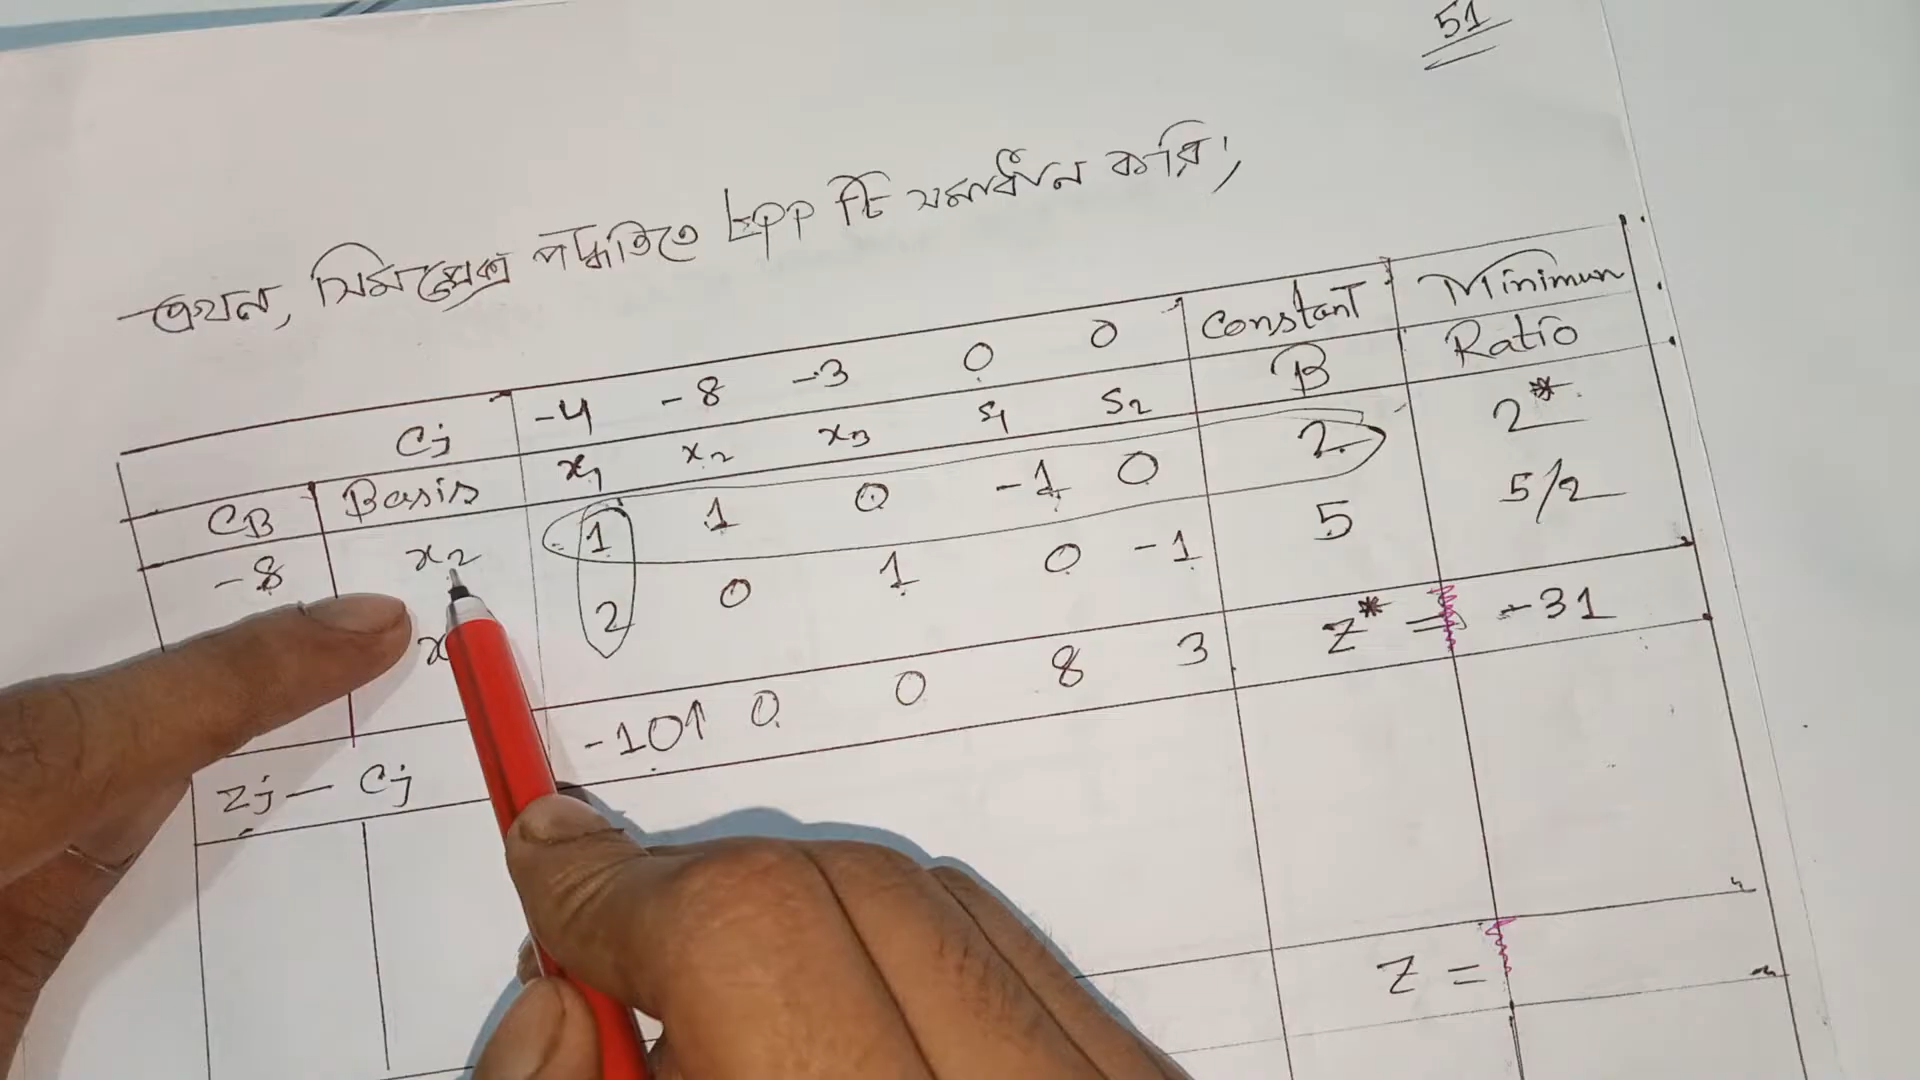 51
এখন, সিমপ্লেক্স পদ্ধতিতে Lpp টি সমাধান করি,
Cj -4 -8 -3 0 0 Constant Minimun
CB Basis x1 x2 x3 s1 s2 B Ratio
-8 x2 1 1 0 -1 0 2 2*
x 2 0 1 0 -1 5 5/2
zj - Cj -10↑ 0 0 8 3 z* = -31
z =